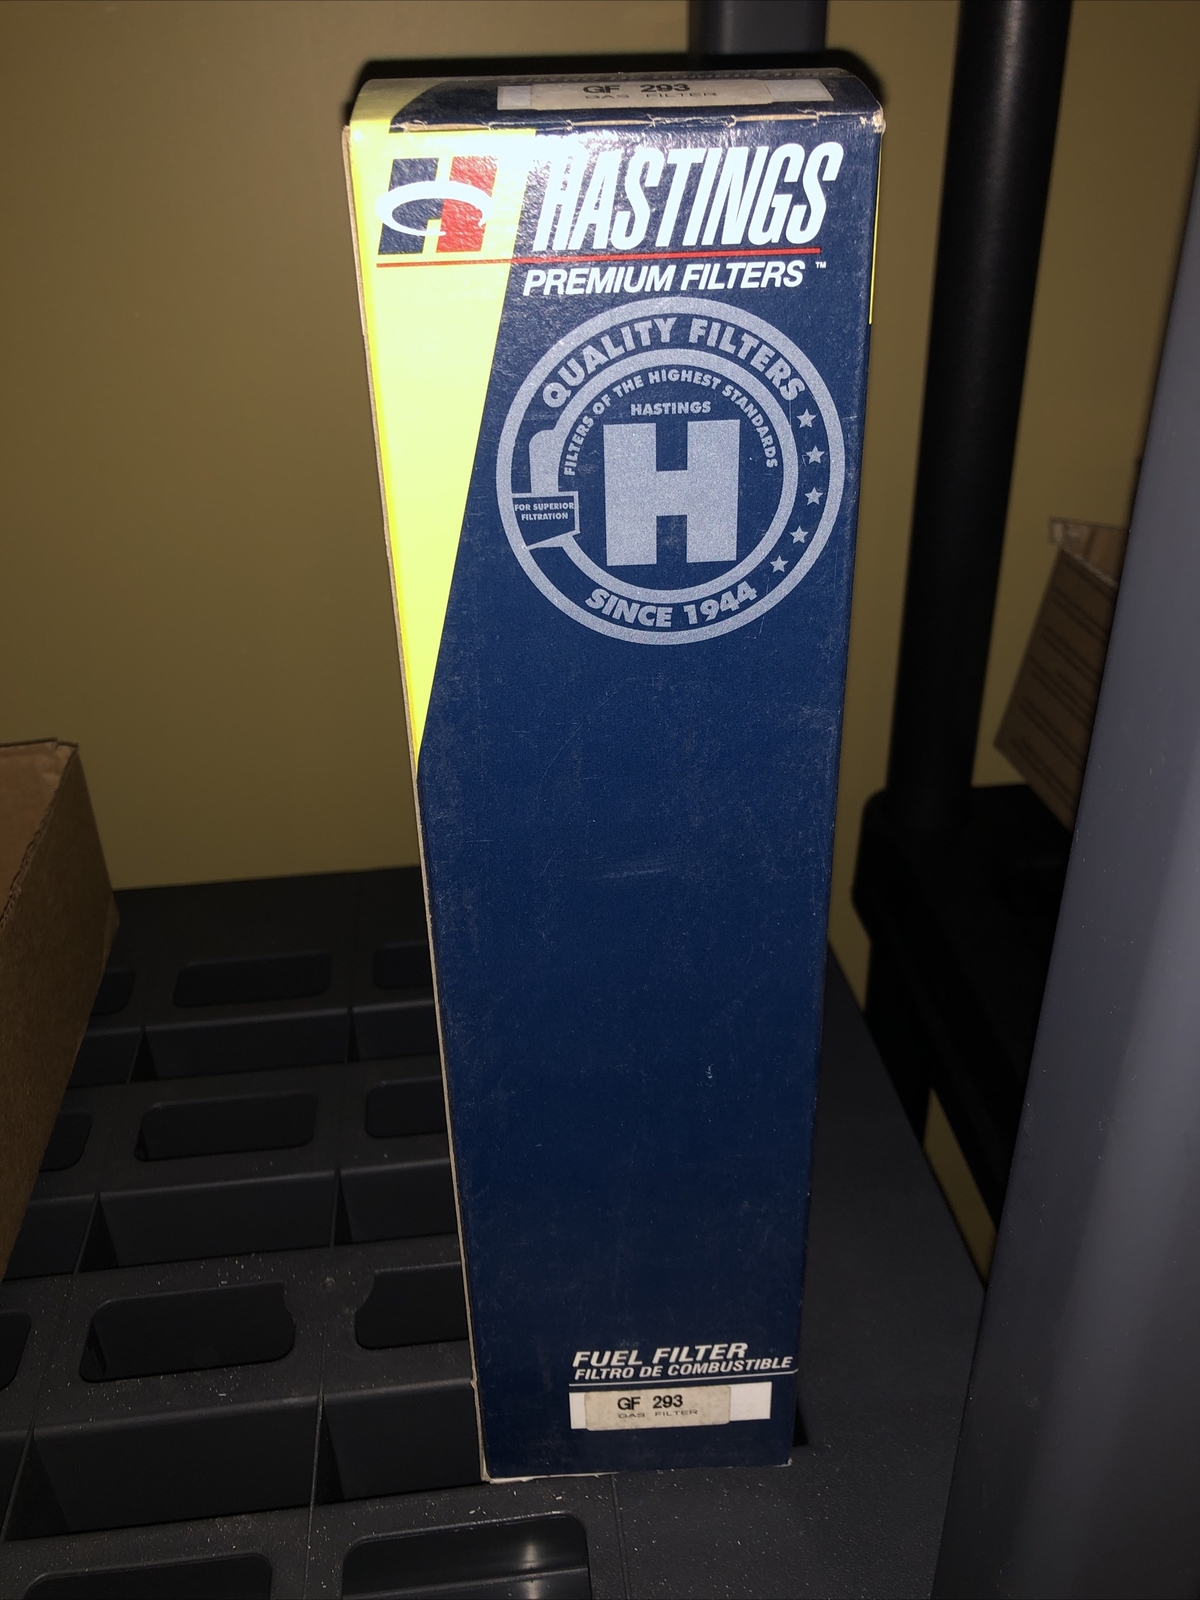 GF 293
GAS FILTER
HASTINGS
PREMIUM FILTERS™
QUALITY FILTERS
FILTERS OF THE HIGHEST STANDARDS
HASTINGS
H
FOR SUPERIOR
FILTRATION
SINCE 1944
FUEL FILTER
FILTRO DE COMBUSTIBLE
GF 293
GAS FILTER